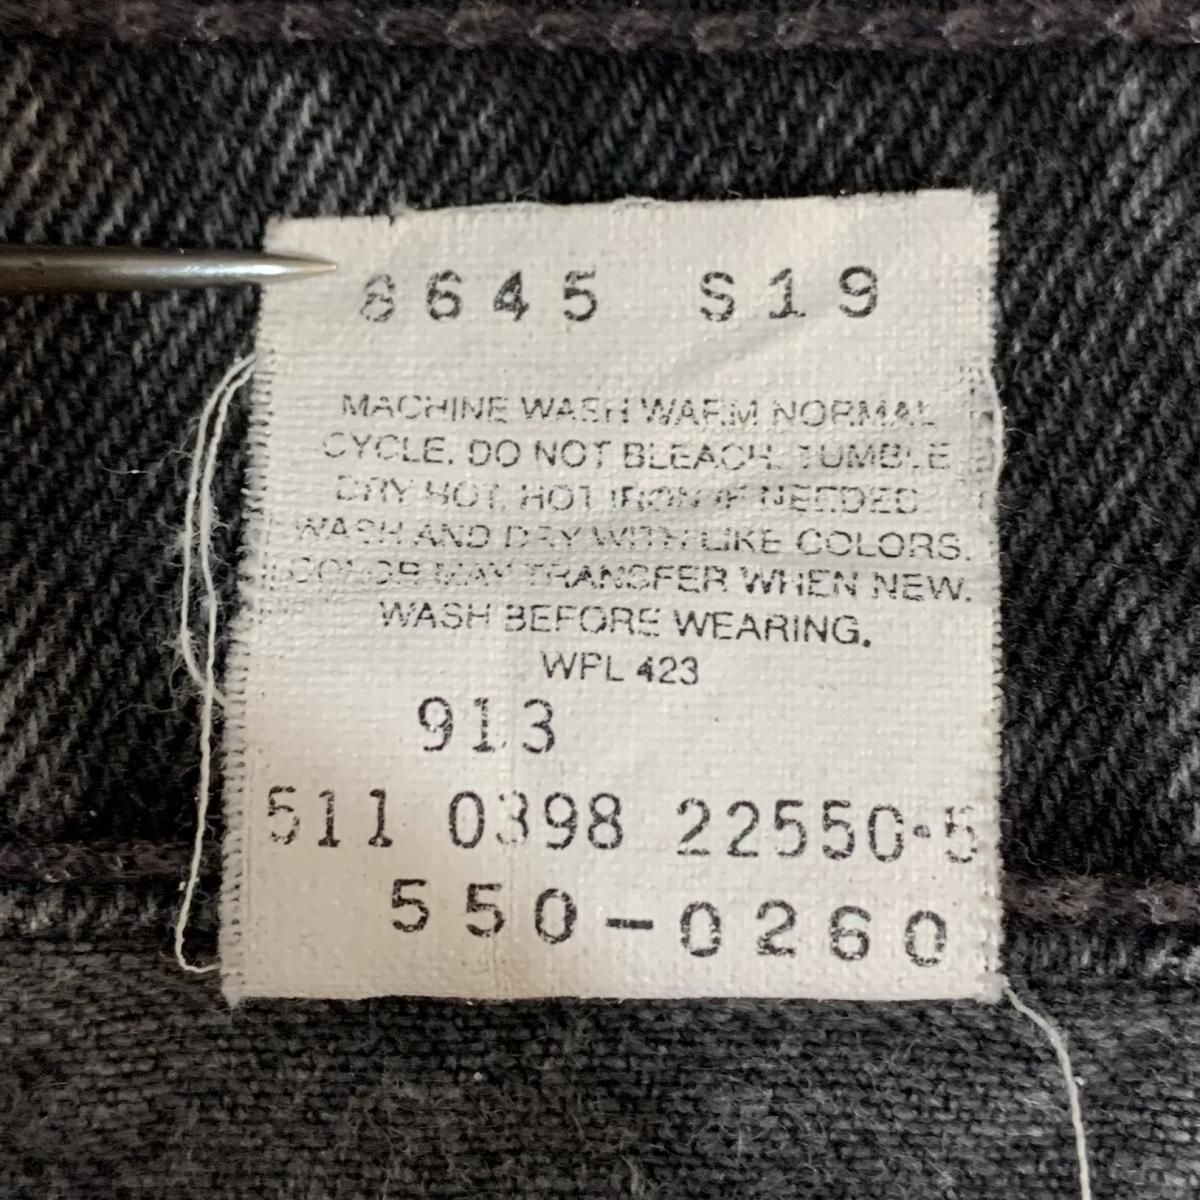 8645 S19
MACHINE WASH WARM NORMAL
CYCLE. DO NOT BLEACH. TUMBLE
DRY HOT. HOT IRON IF NEEDED.
WASH AND DRY WITH LIKE COLORS.
COLOR MAY TRANSFER WHEN NEW.
WASH BEFORE WEARING.
WPL 423
913
511 0398 22550-5
550-0260